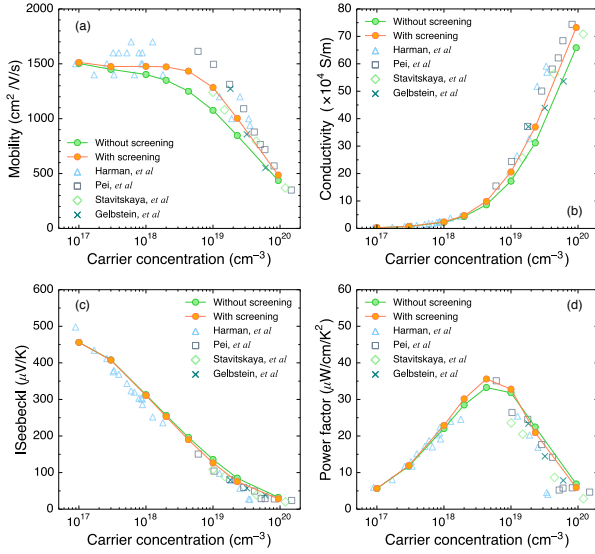 (a)
2000
1500
1000
500
0
Mobility (cm² /V/s)
Without screening
With screening
Harman, et al
Pei, et al
Stavitskaya, et al
Gelbstein, et al
10¹⁷
10¹⁸
10¹⁹
10²⁰
Carrier concentration (cm⁻³)
(b)
80
70
60
50
40
30
20
10
0
Conductivity (×10⁴ S/m)
Without screening
With screening
Harman, et al
Pei, et al
Stavitskaya, et al
Gelbstein, et al
10¹⁷
10¹⁸
10¹⁹
10²⁰
Carrier concentration (cm⁻³)
(c)
600
500
400
300
200
100
0
|Seebeck| (μV/K)
Without screening
With screening
Harman, et al
Pei, et al
Stavitskaya, et al
Gelbstein, et al
10¹⁷
10¹⁸
10¹⁹
10²⁰
Carrier concentration (cm⁻³)
(d)
60
50
40
30
20
10
0
Power factor (μW/cm/K²)
Without screening
With screening
Harman, et al
Pei, et al
Stavitskaya, et al
Gelbstein, et al
10¹⁷
10¹⁸
10¹⁹
10²⁰
Carrier concentration (cm⁻³)